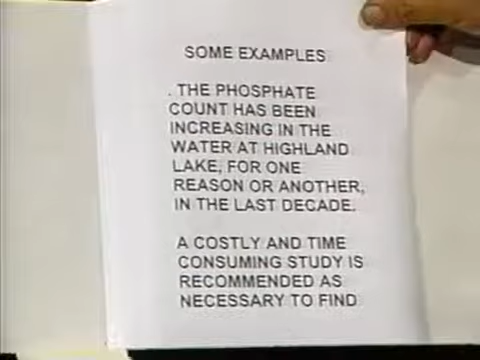 SOME EXAMPLES
. THE PHOSPHATE
COUNT HAS BEEN
INCREASING IN THE
WATER AT HIGHLAND
LAKE, FOR ONE
REASON OR ANOTHER,
IN THE LAST DECADE.
A COSTLY AND TIME
CONSUMING STUDY IS
RECOMMENDED AS
NECESSARY TO FIND